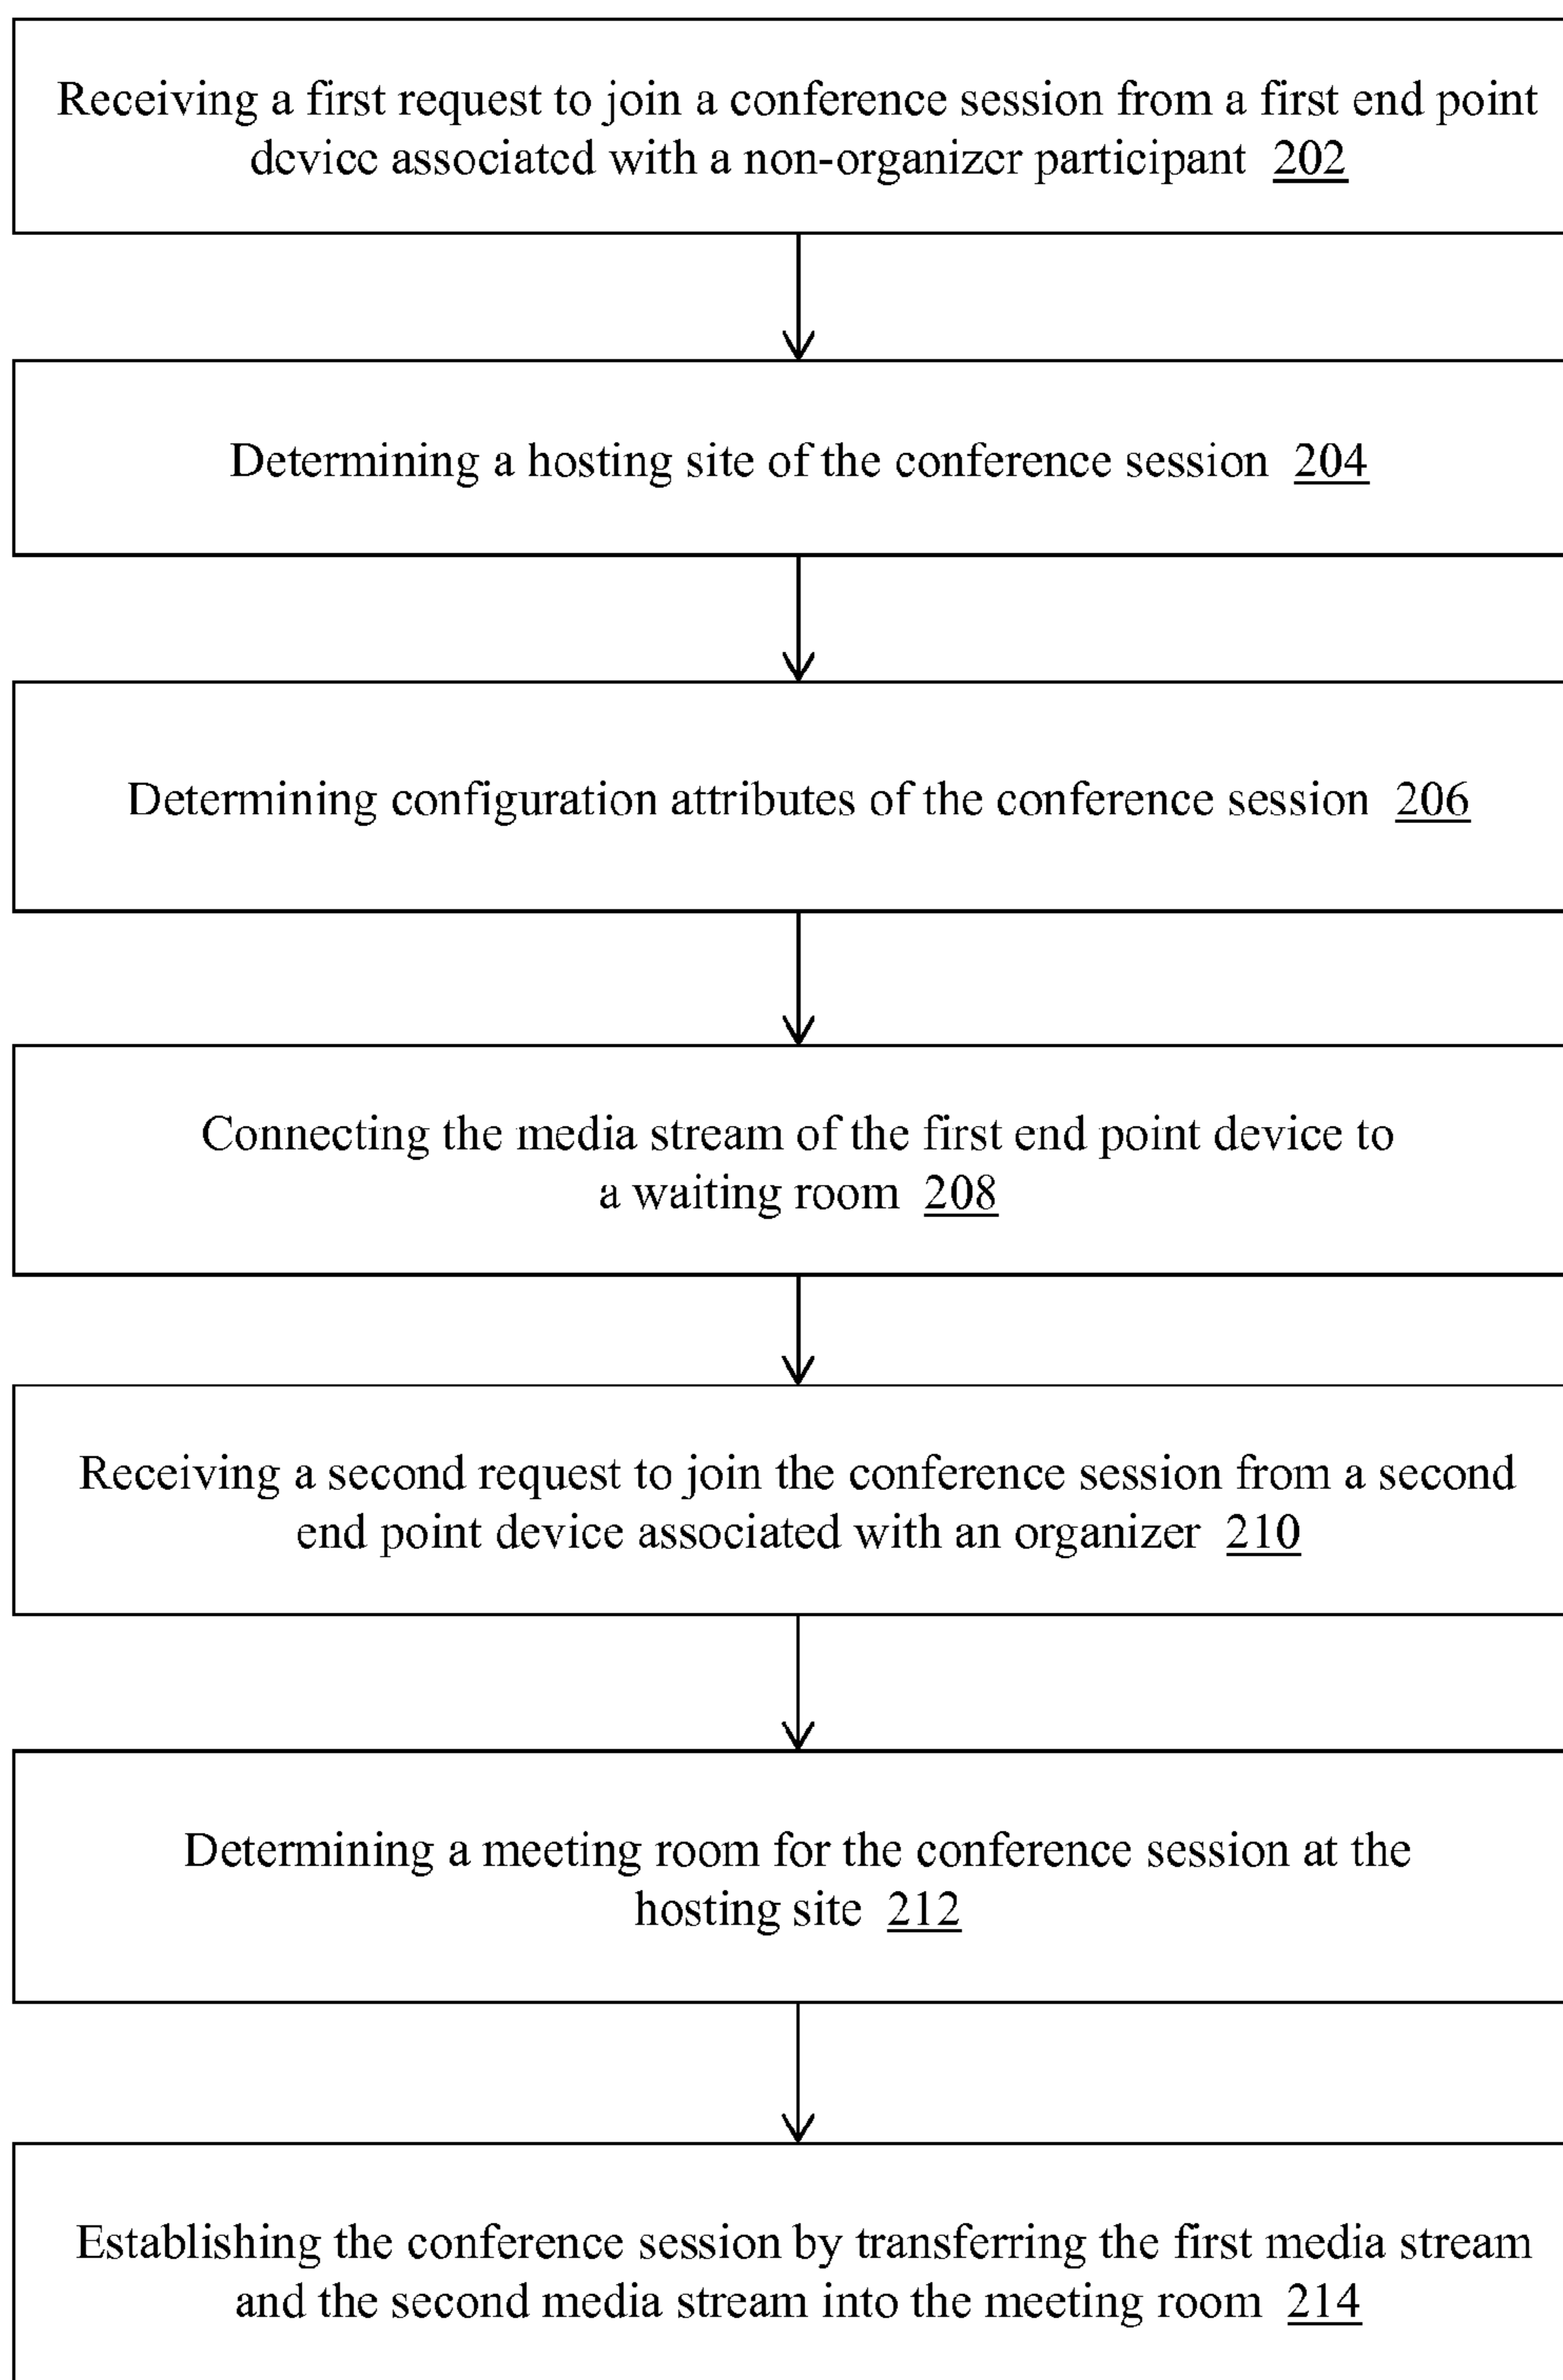 Receiving a first request to join a conference session from a first end point
device associated with a non-organizer participant 202
Determining a hosting site of the conference session 204
Determining configuration attributes of the conference session 206
Connecting the media stream of the first end point device to
a waiting room 208
Receiving a second request to join the conference session from a second
end point device associated with an organizer 210
Determining a meeting room for the conference session at the
hosting site 212
Establishing the conference session by transferring the first media stream
and the second media stream into the meeting room 214